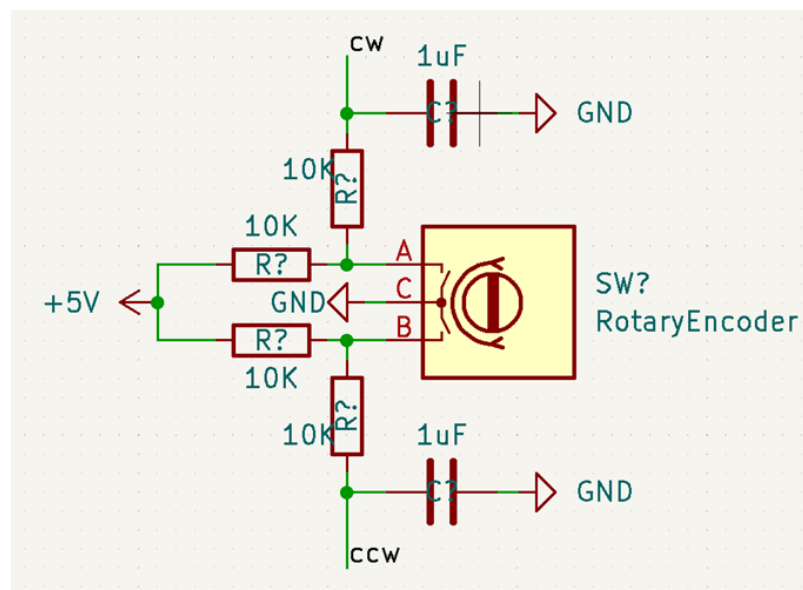 CW
1uF
C?
GND
10K
R?
10K
R?
A
+5V
GND
C
SW?
RotaryEncoder
B
R?
10K
10K
R?
1uF
C?
GND
CCW